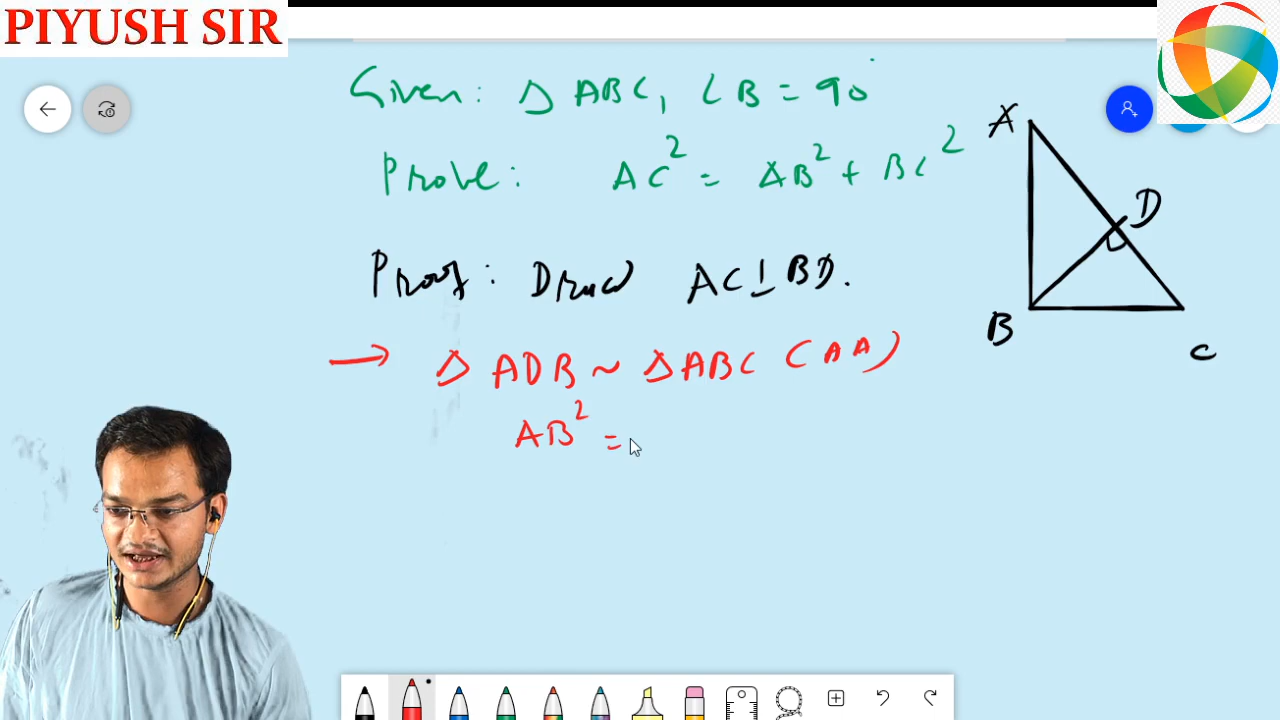 PIYUSH SIR
Given: Δ ABC, ∠B = 90°
Prove: AC² = AB² + BC²
Proof: Draw AC ⊥ BD.
→ Δ ADB ~ Δ ABC (AA)
AB² =
A
D
B
C